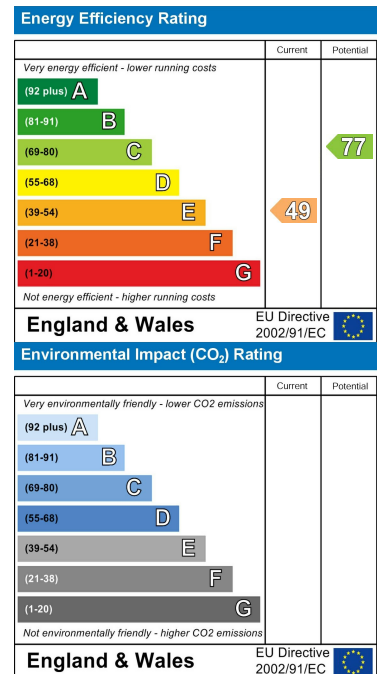 Energy Efficiency Rating
Current Potential
Very energy efficient - lower running costs
(92 plus) A
(81-91) B
(69-80) C 77
(55-68) D
(39-54) E 49
(21-38) F
(1-20) G
Not energy efficient - higher running costs
England & Wales EU Directive 2002/91/EC
Environmental Impact (CO₂) Rating
Current Potential
Very environmentally friendly - lower CO2 emissions
(92 plus) A
(81-91) B
(69-80) C
(55-68) D
(39-54) E
(21-38) F
(1-20) G
Not environmentally friendly - higher CO2 emissions
England & Wales EU Directive 2002/91/EC